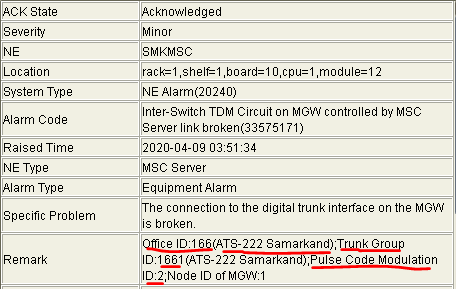 ACK State Acknowledged
Severity Minor
NE SMKMSC
Location rack=1,shelf=1,board=10,cpu=1,module=12
System Type NE Alarm(20240)
Alarm Code Inter-Switch TDM Circuit on MGW controlled by MSC
Server link broken(33575171)
Raised Time 2020-04-09 03:51:34
NE Type MSC Server
Alarm Type Equipment Alarm
Specific Problem The connection to the digital trunk interface on the MGW
is broken.
Remark Office ID:166(ATS-222 Samarkand);Trunk Group
ID:1661(ATS-222 Samarkand);Pulse Code Modulation
ID:2;Node ID of MGW:1